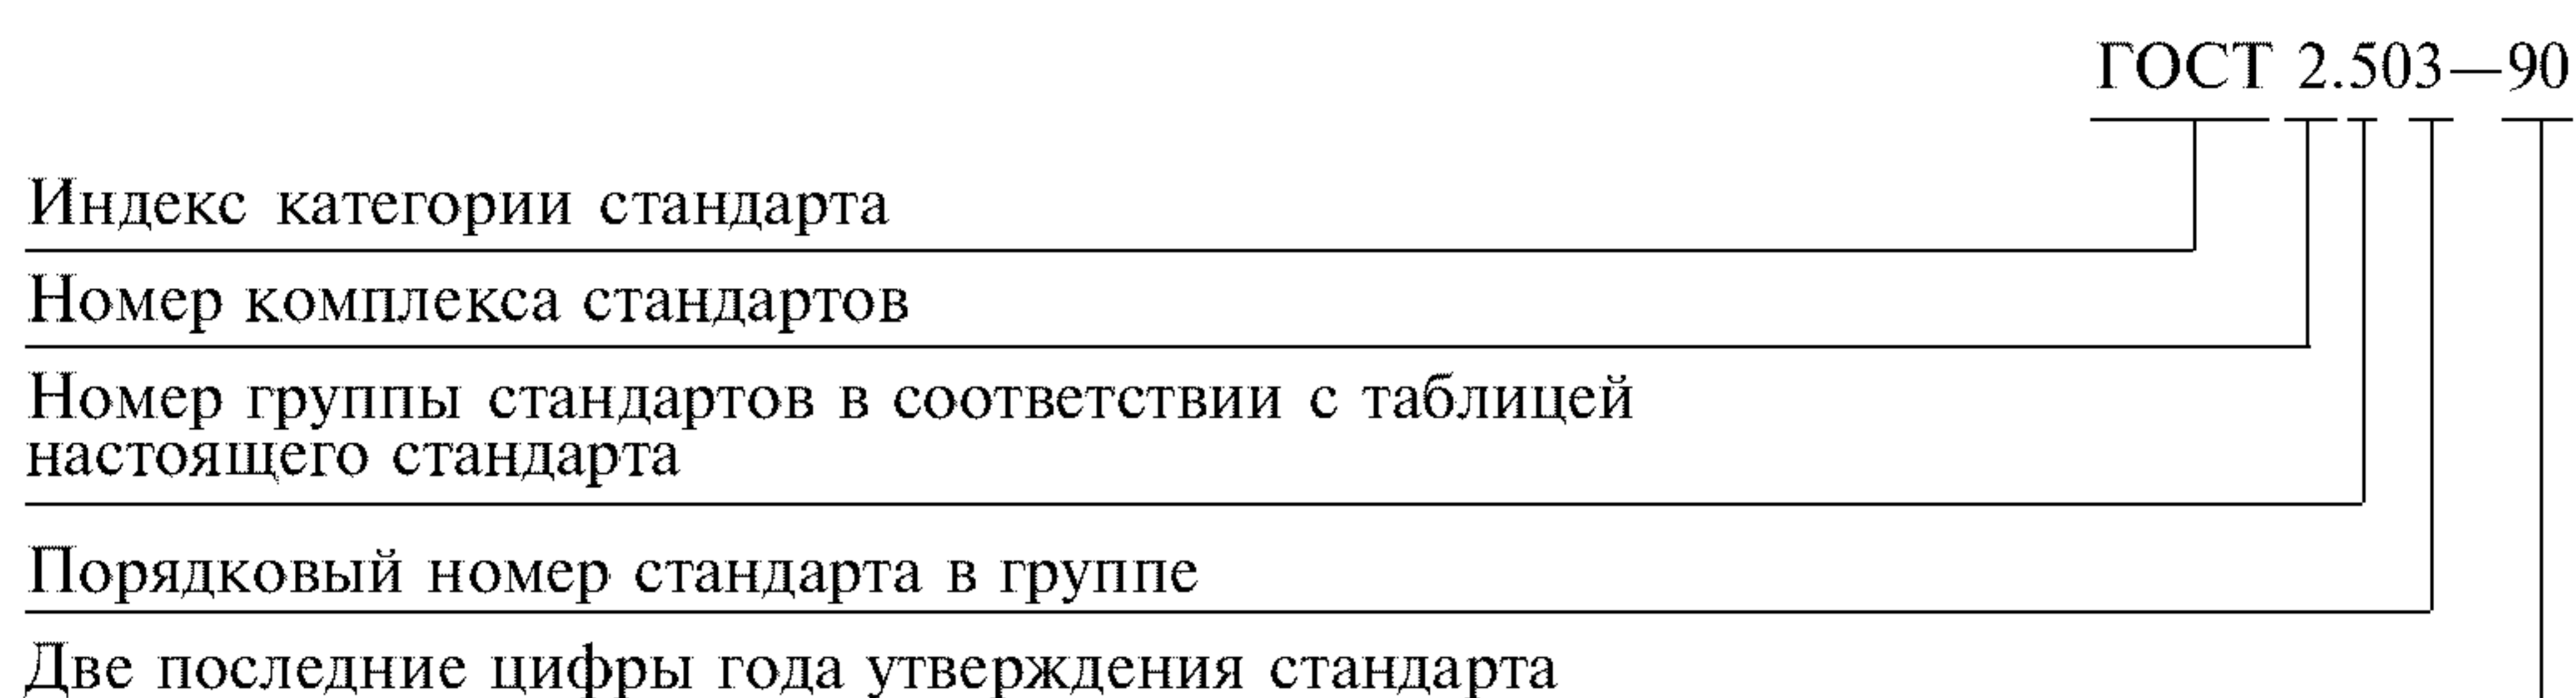 ГОСТ 2.503—90
Индекс категории стандарта
Номер комплекса стандартов
Номер группы стандартов в соответствии с таблицей
настоящего стандарта
Порядковый номер стандарта в группе
Две последние цифры года утверждения стандарта